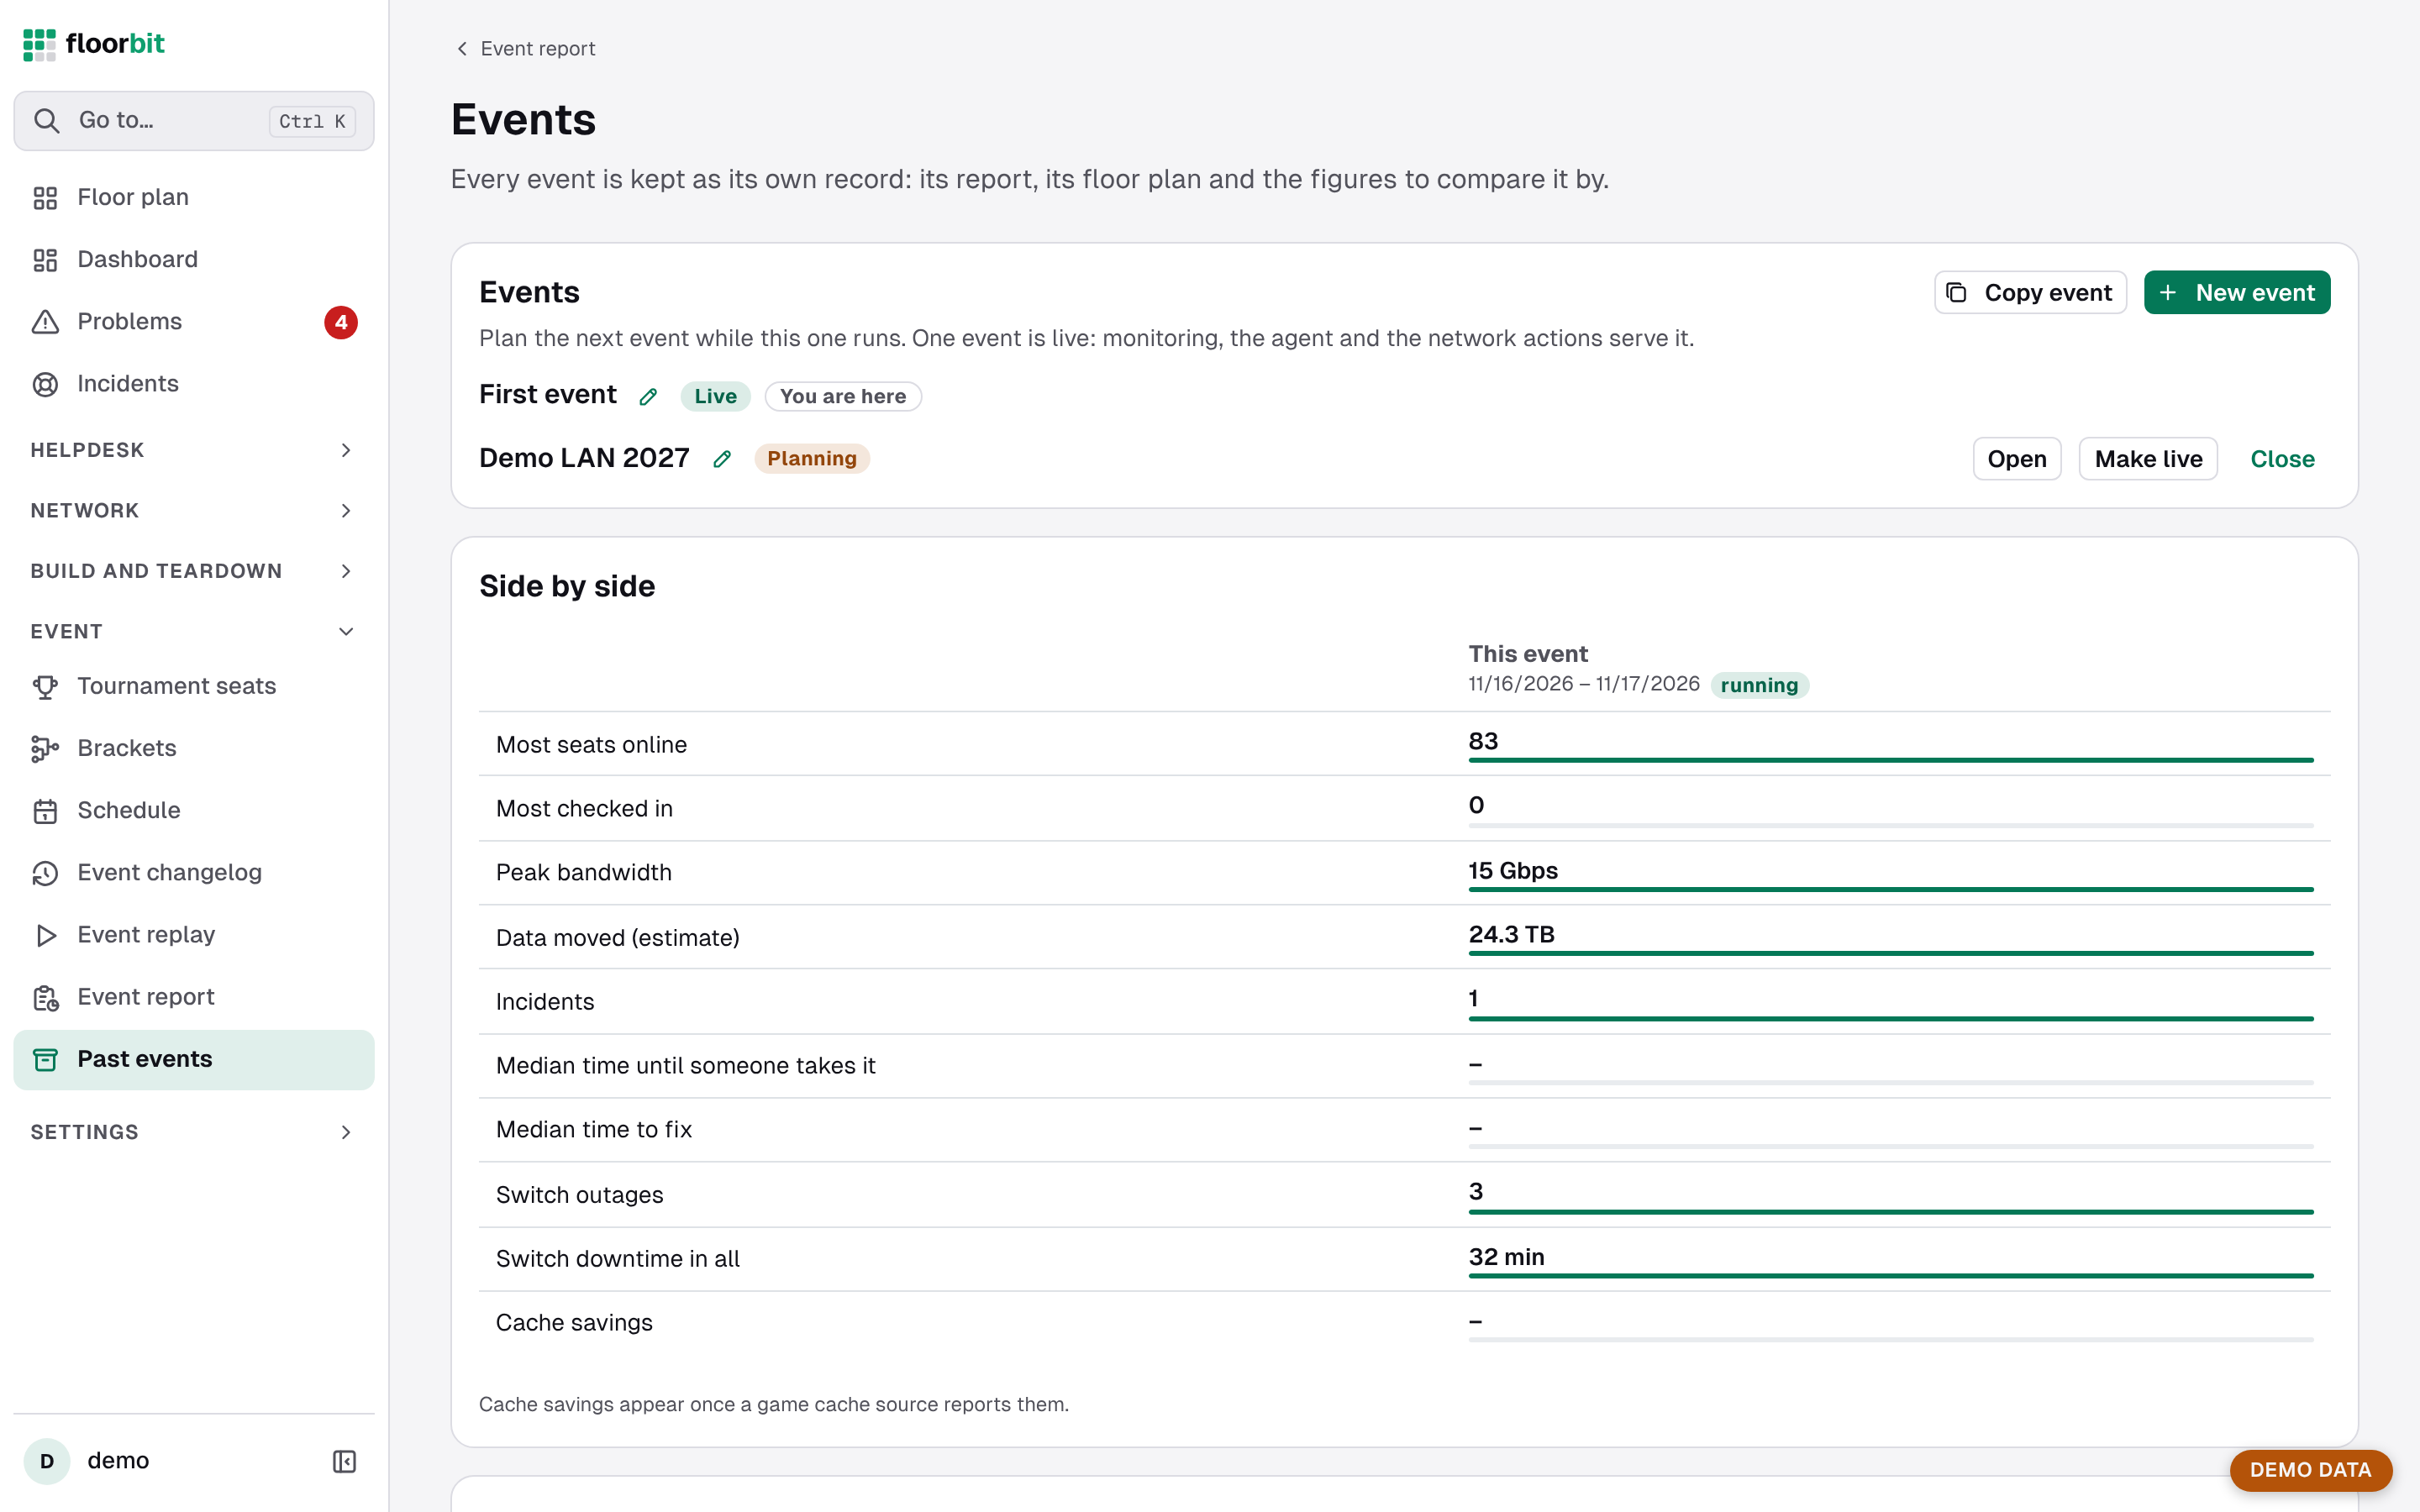 floorbit
Go to...
Ctrl K
Floor plan
Dashboard
Problems
4
Incidents
HELPDESK
NETWORK
BUILD AND TEARDOWN
EVENT
Tournament seats
Brackets
Schedule
Event changelog
Event replay
Event report
Past events
SETTINGS
D
demo
Event report
Events
Every event is kept as its own record: its report, its floor plan and the figures to compare it by.
Events
Copy event
New event
Plan the next event while this one runs. One event is live: monitoring, the agent and the network actions serve it.
First event
Live
You are here
Demo LAN 2027
Planning
Open
Make live
Close
Side by side
This event
11/16/2026 – 11/17/2026
running
Most seats online
83
Most checked in
0
Peak bandwidth
15 Gbps
Data moved (estimate)
24.3 TB
Incidents
1
Median time until someone takes it
–
Median time to fix
–
Switch outages
3
Switch downtime in all
32 min
Cache savings
–
Cache savings appear once a game cache source reports them.
DEMO DATA